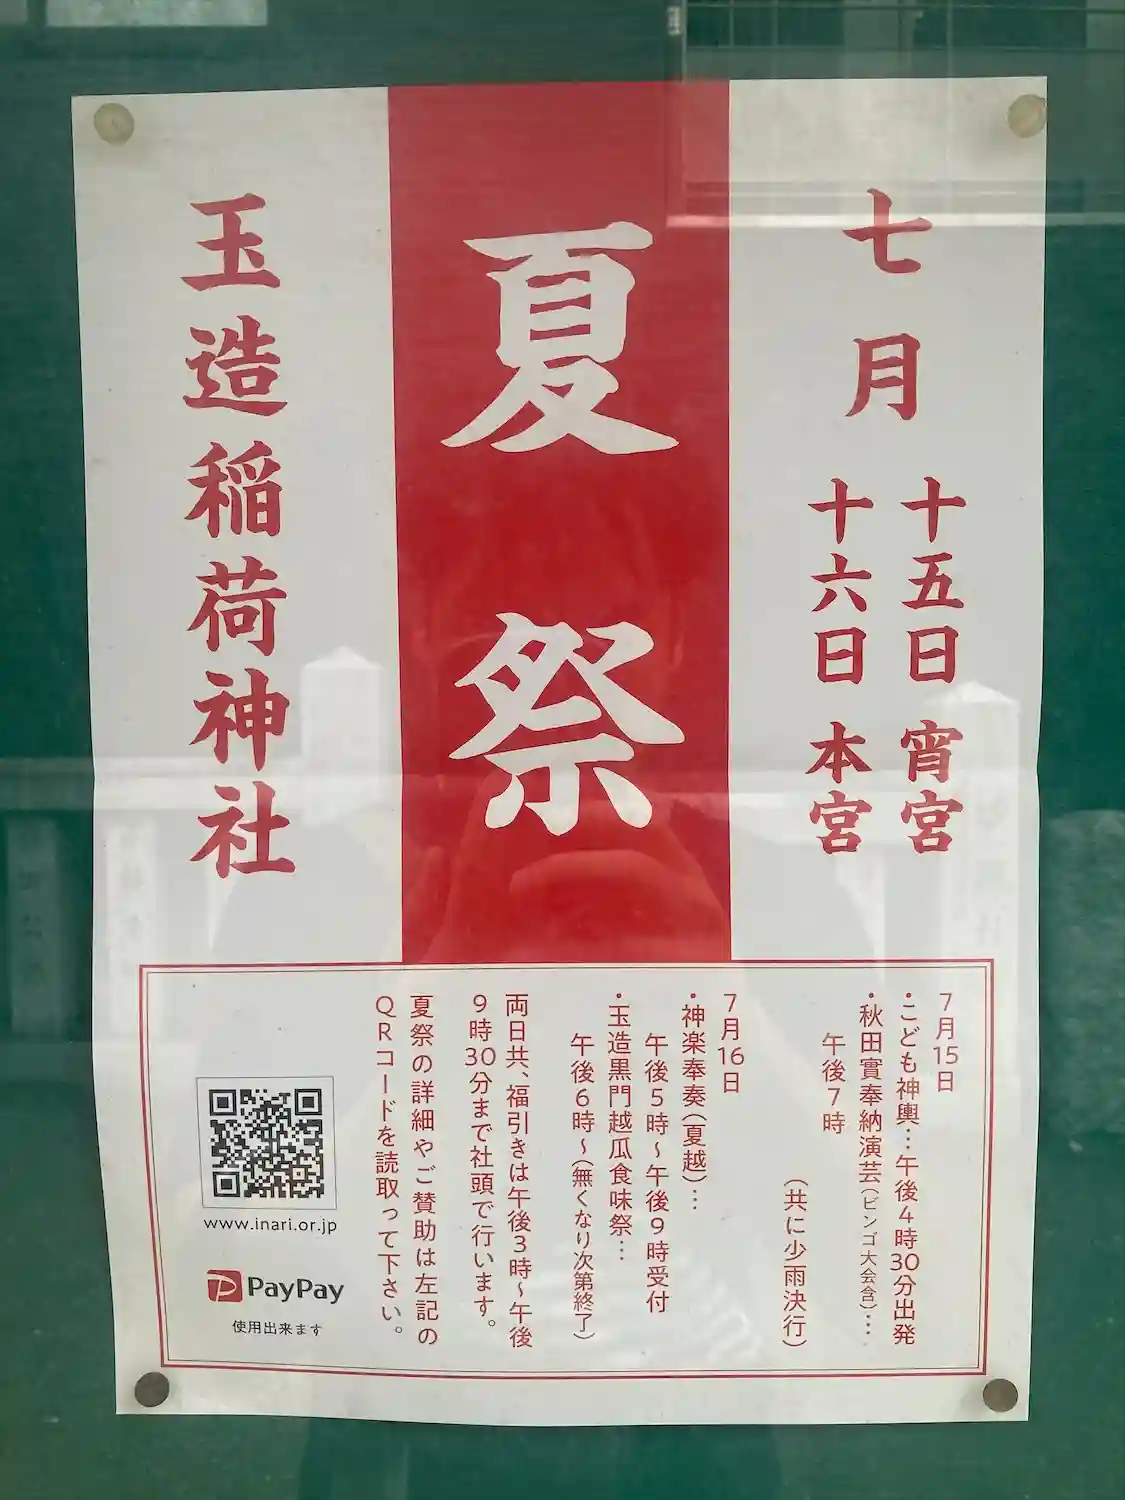 七月
十五日 宵宮
十六日 本宮
夏祭
玉造稲荷神社
7月15日
・こども神輿…午後4時30分出発
・秋田實奉納演芸(ビンゴ大会含)…
午後7時
(共に少雨決行)
7月16日
・神楽奉奏(夏越)…
午後5時~午後9時受付
・玉造黒門越瓜食味祭…
午後6時~(無くなり次第終了)
両日共、福引きは午後3時~午後
9時30分まで社頭で行います。
夏祭の詳細やご賛助は左記の
QRコードを読取って下さい。
www.inari.or.jp
PayPay
使用出来ます